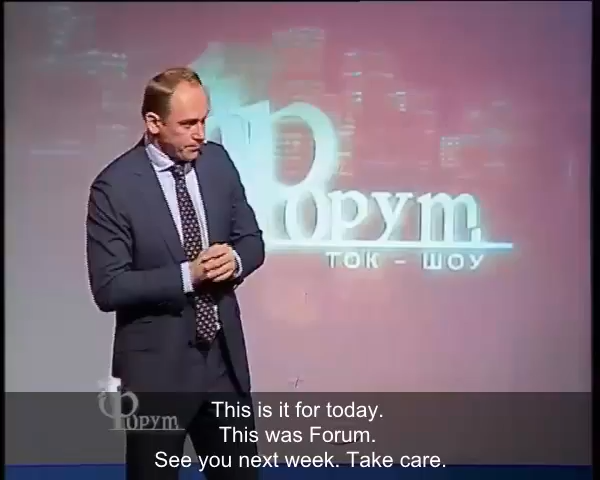 Форум
ТОК - ШОУ
Форум
This is it for today.
This was Forum.
See you next week. Take care.